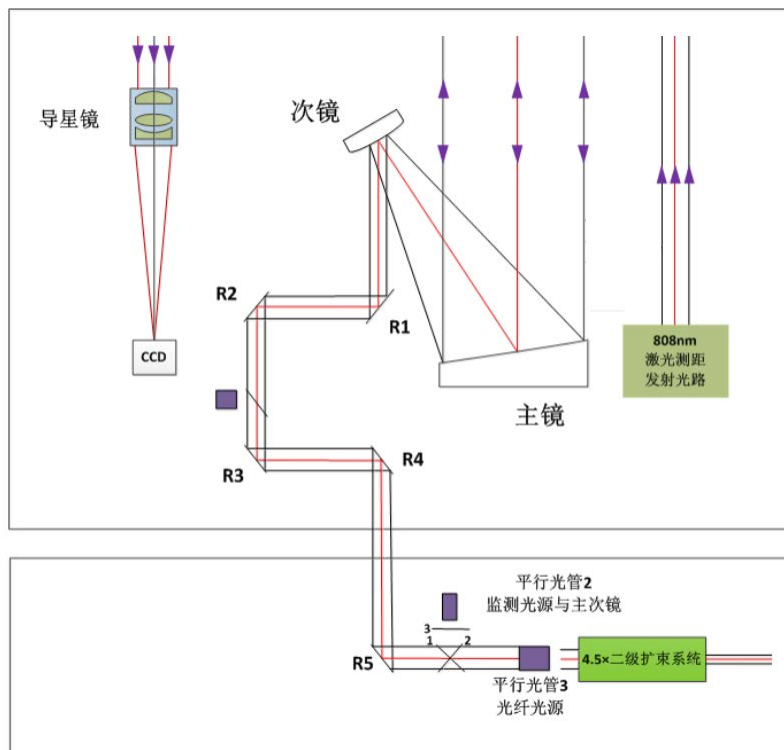 导星镜
次镜
R2
R1
CCD
808nm
激光测距
发射光路
主镜
R3
R4
平行光管2
监测光源与主次镜
3
1
2
R5
4.5×二级扩束系统
平行光管3
光纤光源